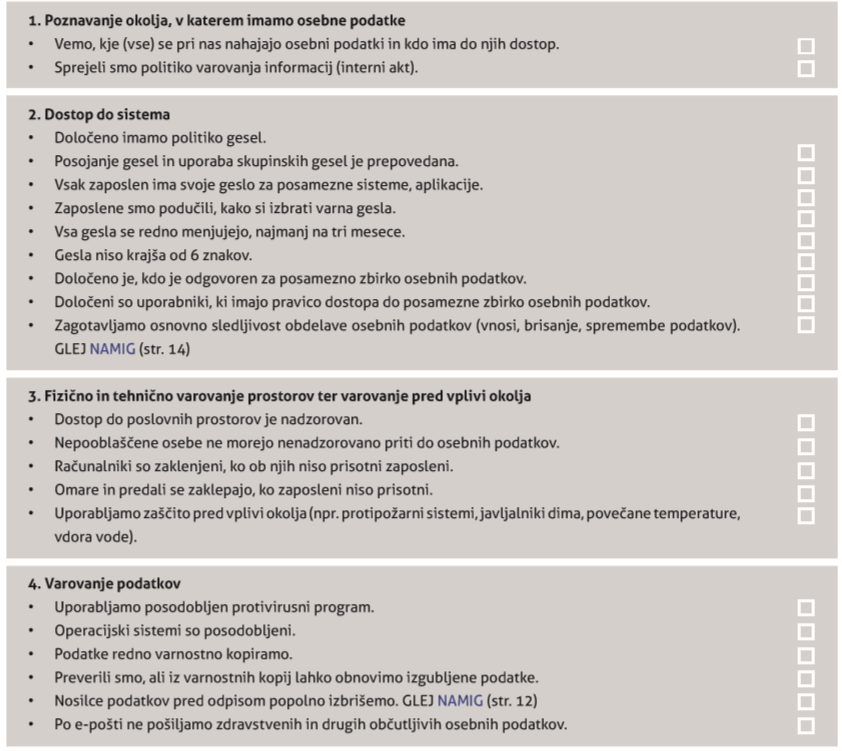 1. Poznavanje okolja, v katerem imamo osebne podatke
• Vemo, kje (vse) se pri nas nahajajo osebni podatki in kdo ima do njih dostop.
• Sprejeli smo politiko varovanja informacij (interni akt).
2. Dostop do sistema
• Določeno imamo politiko gesel.
• Posojanje gesel in uporaba skupinskih gesel je prepovedana.
• Vsak zaposlen ima svoje geslo za posamezne sisteme, aplikacije.
• Zaposlene smo podučili, kako si izbrati varna gesla.
• Vsa gesla se redno menjujejo, najmanj na tri mesece.
• Gesla niso krajša od 6 znakov.
• Določeno je, kdo je odgovoren za posamezno zbirko osebnih podatkov.
• Določeni so uporabniki, ki imajo pravico dostopa do posamezne zbirko osebnih podatkov.
• Zagotavljamo osnovno sledljivost obdelave osebnih podatkov (vnosi, brisanje, spremembe podatkov).
GLEJ NAMIG (str. 14)
3. Fizično in tehnično varovanje prostorov ter varovanje pred vplivi okolja
• Dostop do poslovnih prostorov je nadzorovan.
• Nepooblaščene osebe ne morejo nenadzorovano priti do osebnih podatkov.
• Računalniki so zaklenjeni, ko ob njih niso prisotni zaposleni.
• Omare in predali se zaklepajo, ko zaposleni niso prisotni.
• Uporabljamo zaščito pred vplivi okolja (npr. protipožarni sistemi, javljalniki dima, povečane temperature,
vdora vode).
4. Varovanje podatkov
• Uporabljamo posodobljen protivirusni program.
• Operacijski sistemi so posodobljeni.
• Podatke redno varnostno kopiramo.
• Preverili smo, ali iz varnostnih kopij lahko obnovimo izgubljene podatke.
• Nosilce podatkov pred odpisom popolno izbrišemo. GLEJ NAMIG (str. 12)
• Po e-pošti ne pošiljamo zdravstvenih in drugih občutljivih osebnih podatkov.